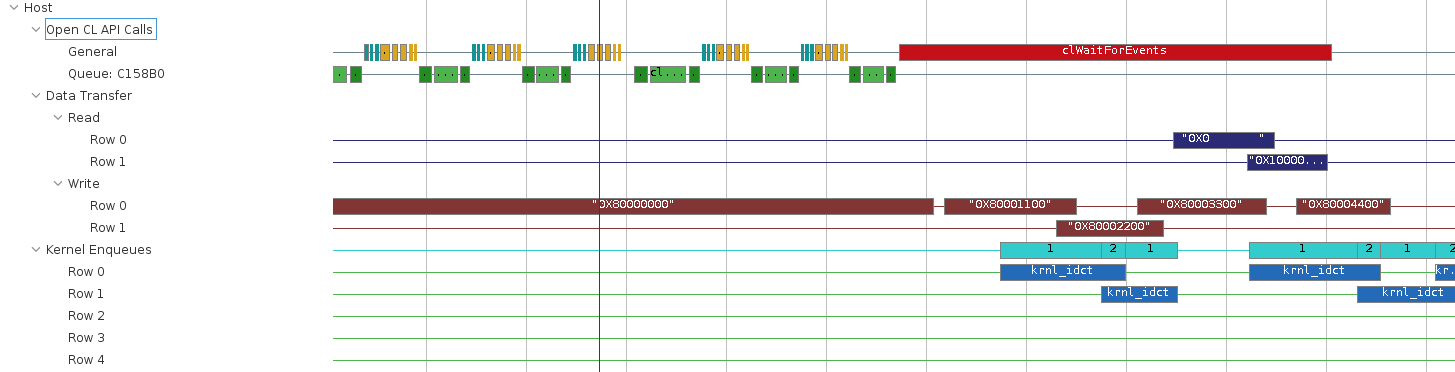 Host
Open CL API Calls
General clWaitForEvents
Queue: C158B0 . . . ... . . ... . . cl... . . ... . . ... .
Data Transfer
Read
Row 0 "0X0 "
Row 1 "0X10000...
Write
Row 0 "0X80000000" "0X80001100" "0X80003300" "0X80004400"
Row 1 "0X80002200"
Kernel Enqueues 1 2 1 1 2 1 2
Row 0 krnl_idct krnl_idct kr.
Row 1 krnl_idct krnl_idct
Row 2
Row 3
Row 4